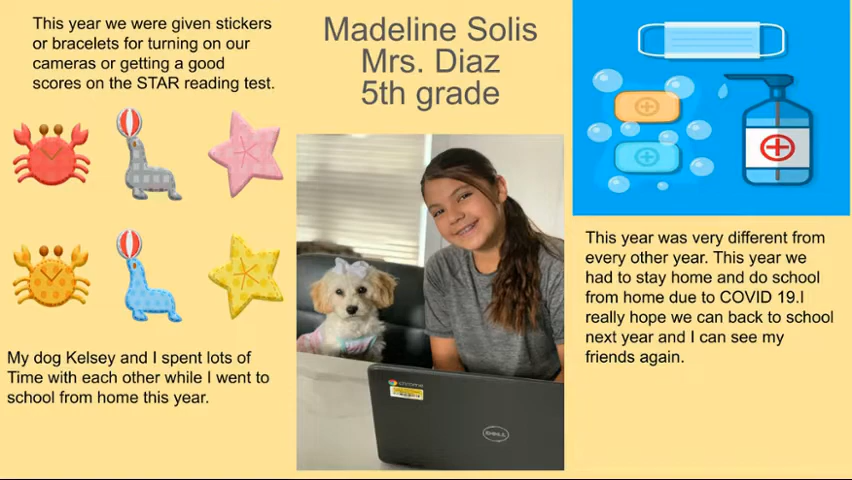 This year we were given stickers
or bracelets for turning on our
cameras or getting a good
scores on the STAR reading test.
My dog Kelsey and I spent lots of
Time with each other while I went to
school from home this year.
Madeline Solis
Mrs. Diaz
5th grade
chrome
DELL
This year was very different from
every other year. This year we
had to stay home and do school
from home due to COVID 19.I
really hope we can back to school
next year and I can see my
friends again.